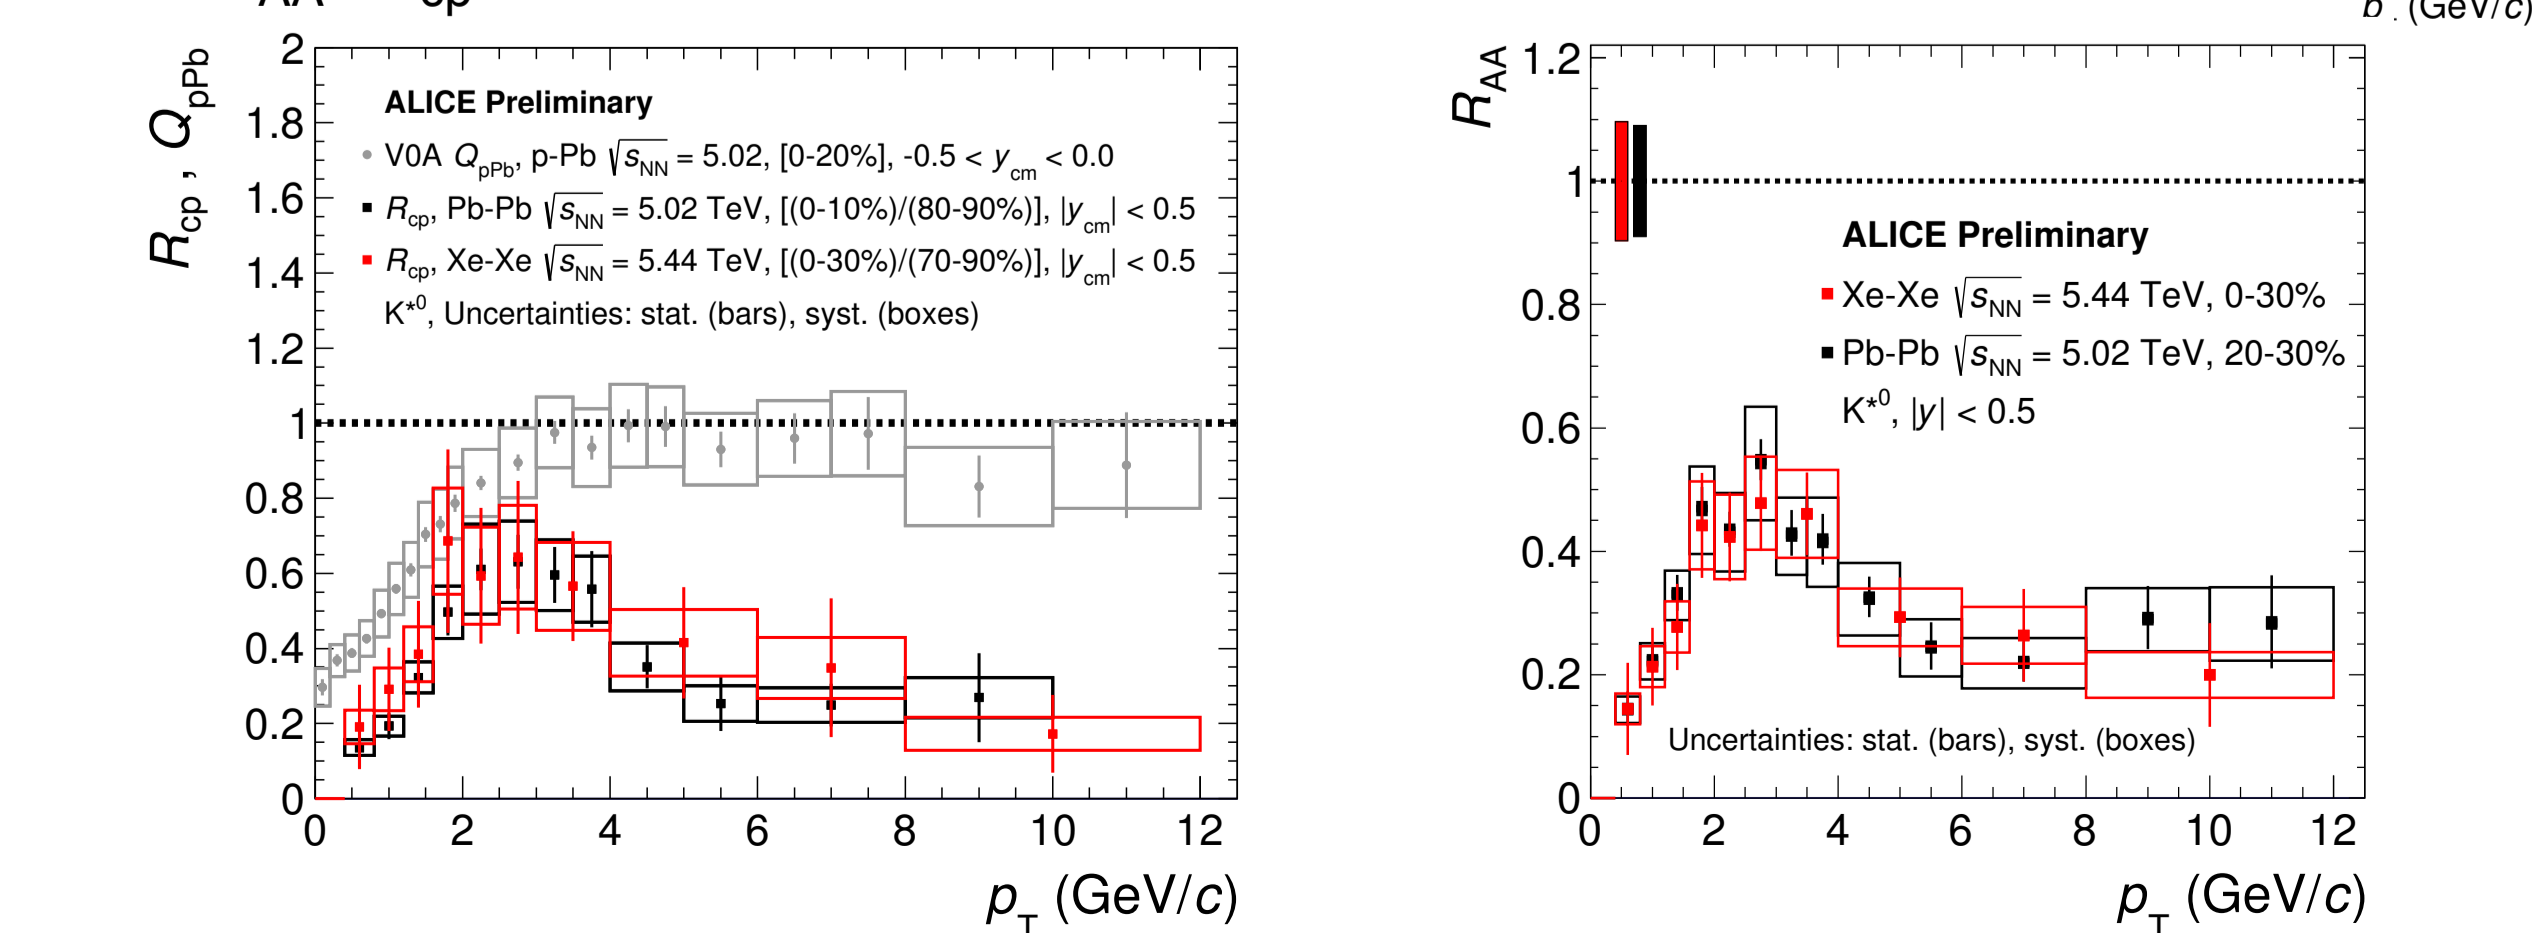 AA cp
b (GeV/c)
R_cp , Q_pPb
2
1.8
1.6
1.4
1.2
1
0.8
0.6
0.4
0.2
0
ALICE Preliminary
V0A Q_pPb, p-Pb √s_NN = 5.02, [0-20%], -0.5 < y_cm < 0.0
R_cp, Pb-Pb √s_NN = 5.02 TeV, [(0-10%)/(80-90%)], |y_cm| < 0.5
R_cp, Xe-Xe √s_NN = 5.44 TeV, [(0-30%)/(70-90%)], |y_cm| < 0.5
K*⁰, Uncertainties: stat. (bars), syst. (boxes)
0 2 4 6 8 10 12
p_T (GeV/c)
R_AA
1.2
1
0.8
0.6
0.4
0.2
0
ALICE Preliminary
Xe-Xe √s_NN = 5.44 TeV, 0-30%
Pb-Pb √s_NN = 5.02 TeV, 20-30%
K*⁰, |y| < 0.5
Uncertainties: stat. (bars), syst. (boxes)
0 2 4 6 8 10 12
p_T (GeV/c)